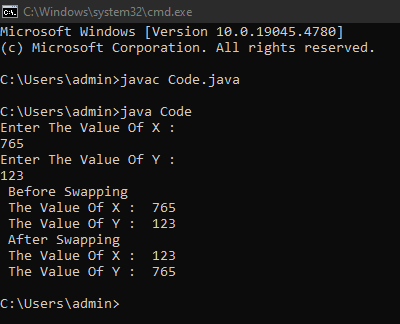 C:\Windows\system32\cmd.exe
Microsoft Windows [Version 10.0.19045.4780]
(c) Microsoft Corporation. All rights reserved.
C:\Users\admin>javac Code.java
C:\Users\admin>java Code
Enter The Value Of X :
765
Enter The Value Of Y :
123
Before Swapping
The Value Of X :  765
The Value Of Y :  123
After Swapping
The Value Of X :  123
The Value Of Y :  765
C:\Users\admin>